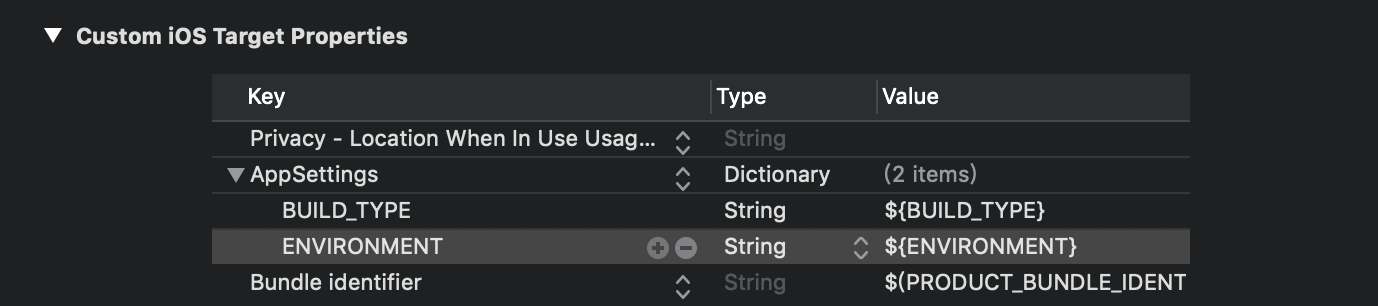 Custom iOS Target Properties
Key Type Value
Privacy - Location When In Use Usag... String
AppSettings Dictionary (2 items)
BUILD_TYPE String ${BUILD_TYPE}
ENVIRONMENT String ${ENVIRONMENT}
Bundle identifier String $(PRODUCT_BUNDLE_IDENT